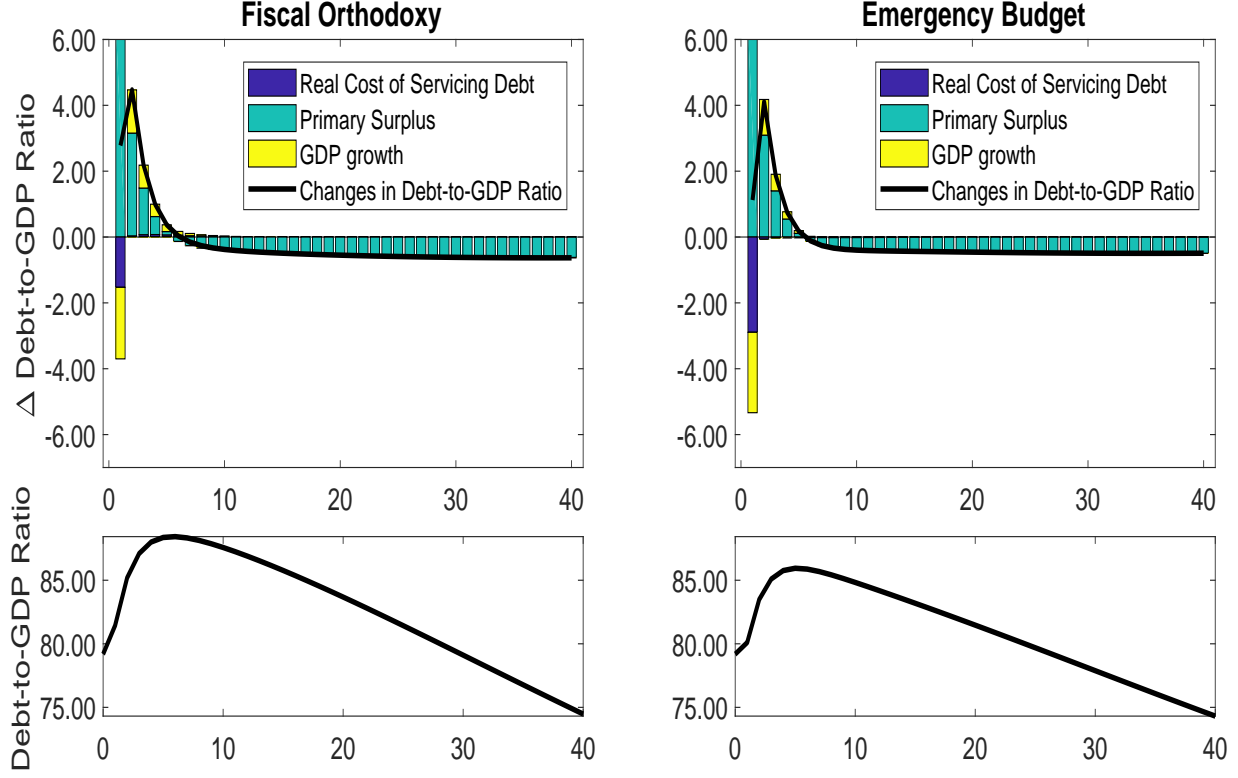 Fiscal Orthodoxy
Δ Debt-to-GDP Ratio
6.00
4.00
2.00
0.00
-2.00
-4.00
-6.00
Real Cost of Servicing Debt
Primary Surplus
GDP growth
Changes in Debt-to-GDP Ratio
0 10 20 30 40
Emergency Budget
6.00
4.00
2.00
0.00
-2.00
-4.00
-6.00
Real Cost of Servicing Debt
Primary Surplus
GDP growth
Changes in Debt-to-GDP Ratio
0 10 20 30 40
Debt-to-GDP Ratio
85.00
80.00
75.00
0 10 20 30 40
85.00
80.00
75.00
0 10 20 30 40